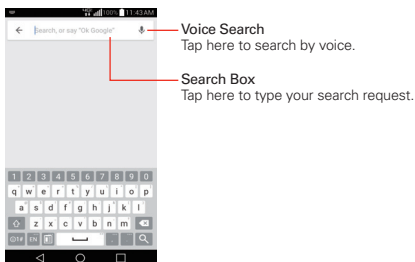 100% 11:43 AM
Search, or say "Ok Google"
Voice Search
Tap here to search by voice.
Search Box
Tap here to type your search request.
1 2 3 4 5 6 7 8 9 0
q w e r t y u i o p
a s d f g h j k l
z x c v b n m
EN